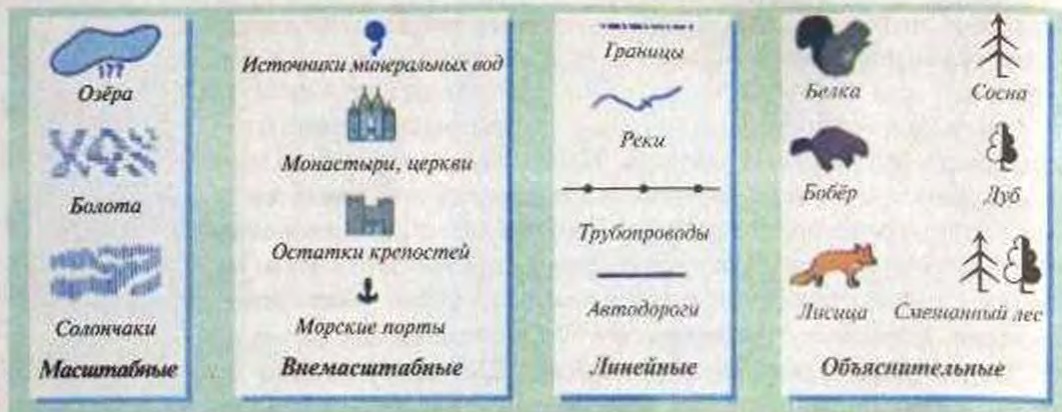 177
Озёра
Болота
Солончаки
Масштабные
Источники минеральных вод
Монастыри, церкви
Остатки крепостей
Морские порты
Внемасштабные
Границы
Реки
Трубопроводы
Автодороги
Линейные
Белка Сосна
Бобёр Дуб
Лисица Смешанный лес
Объяснительные